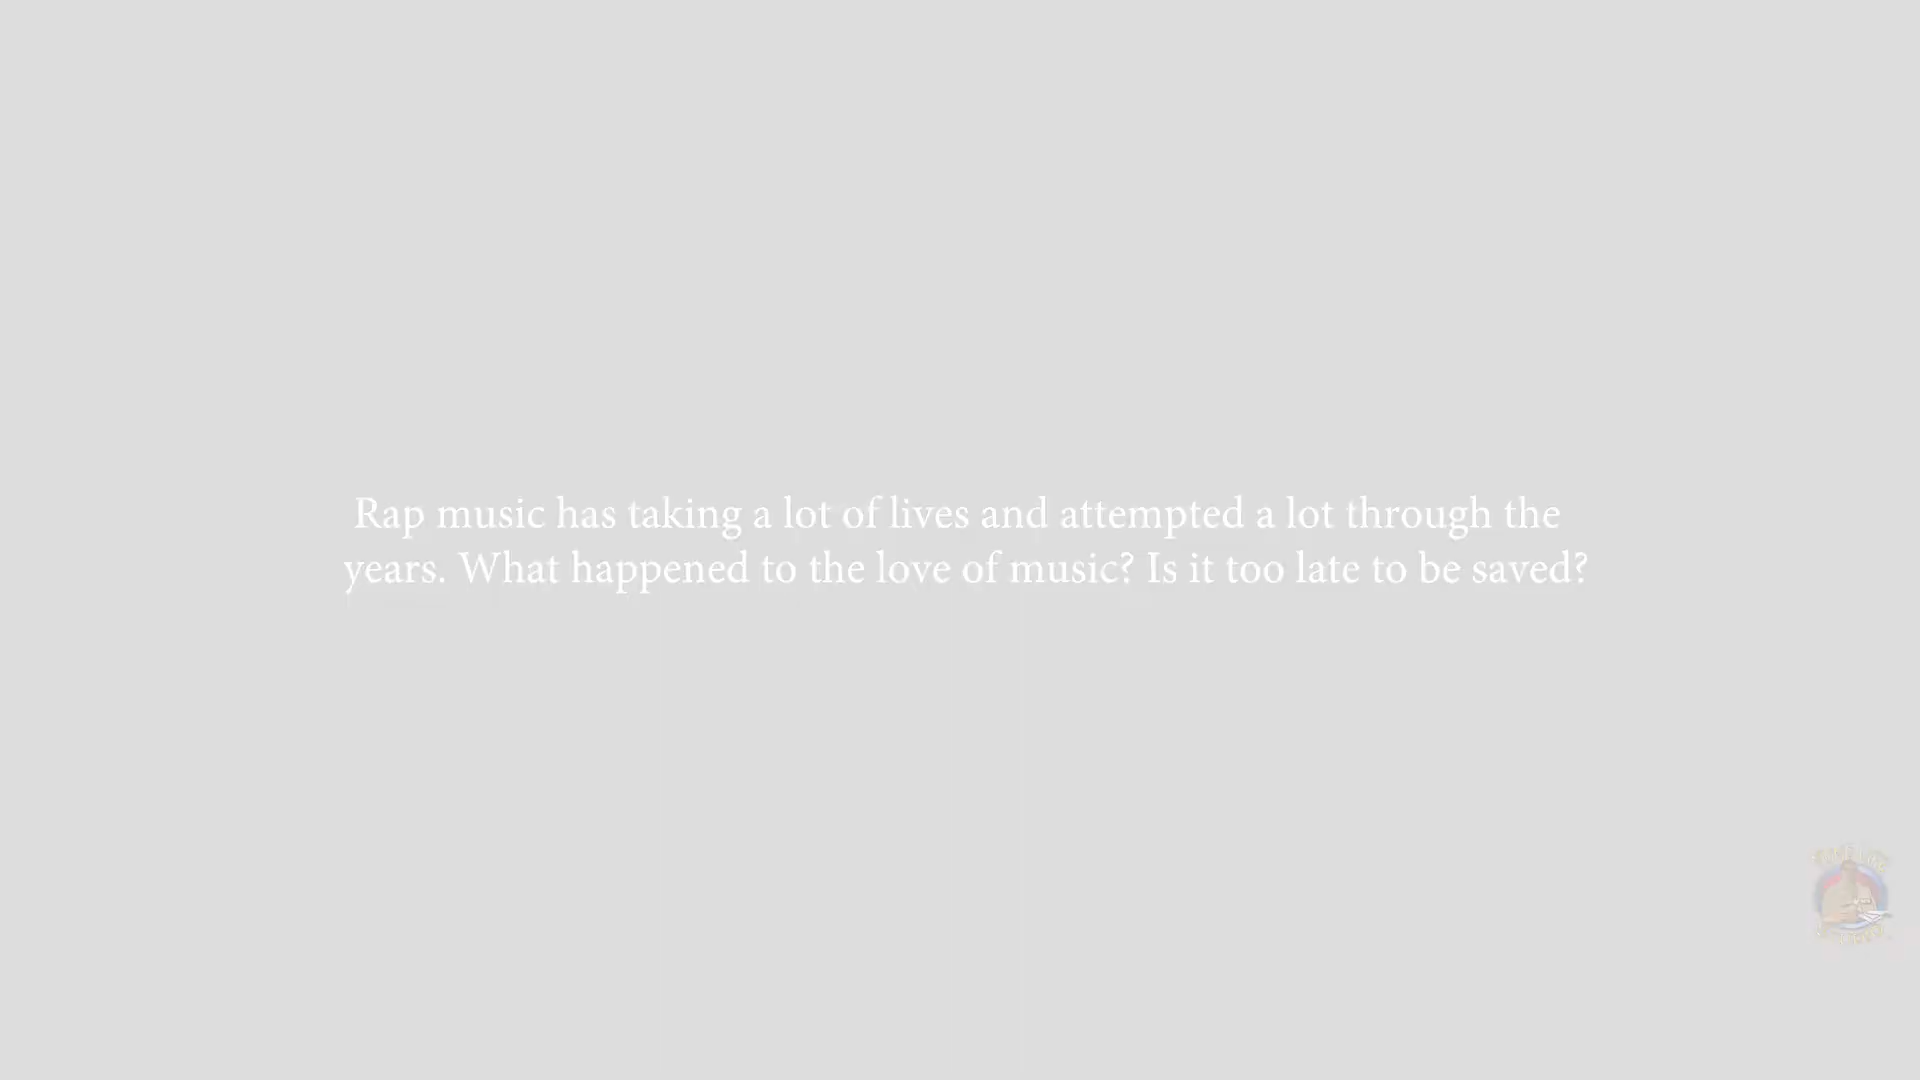 Rap music has taking a lot of lives and attempted a lot through the
years. What happened to the love of music? Is it too late to be saved?